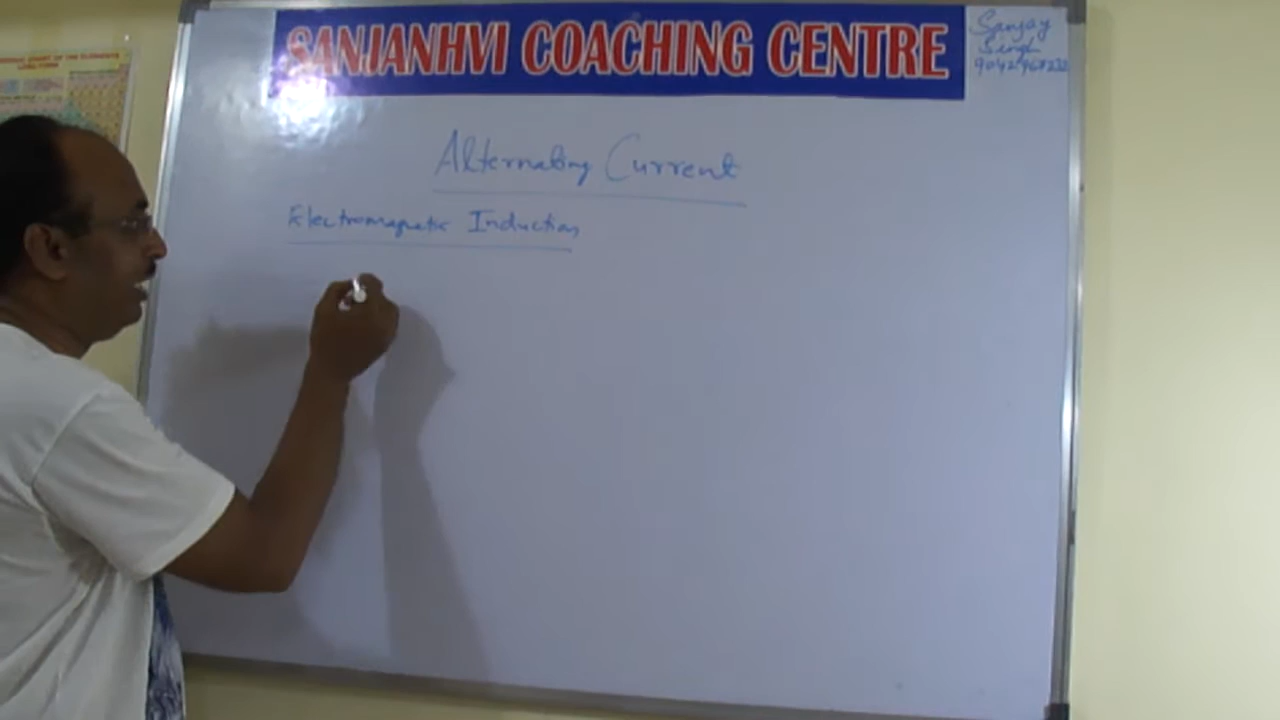 SANJANHVI COACHING CENTRE
Sanjay
Singh
Alternating Current
Electromagnetic Induction